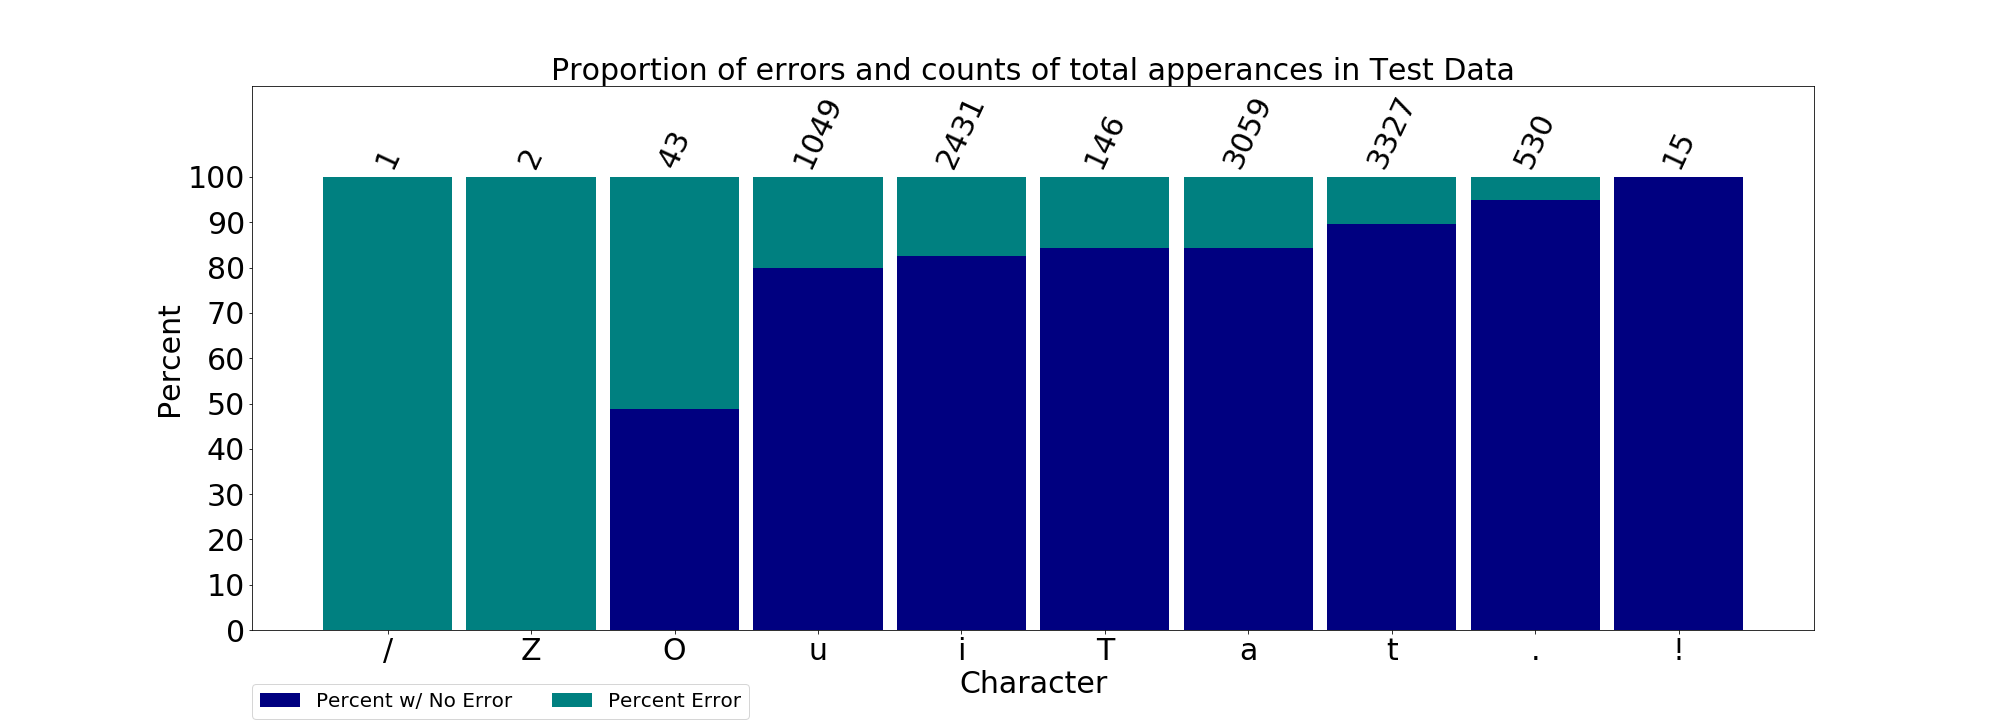 Proportion of errors and counts of total apperances in Test Data
1 2 43 1049 2431 146 3059 3327 530 15
100
90
80
70
60
50
40
30
20
10
0
Percent
/ Z O u i T a t . !
Character
Percent w/ No Error Percent Error